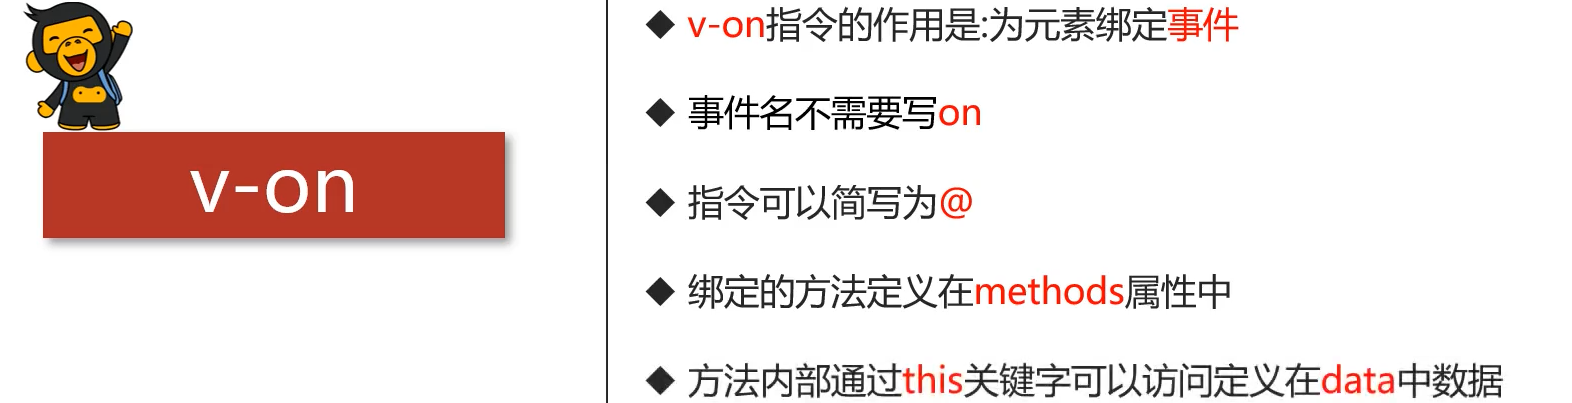 v-on
v-on指令的作用是:为元素绑定事件
事件名不需要写on
指令可以简写为@
绑定的方法定义在methods属性中
方法内部通过this关键字可以访问定义在data中数据